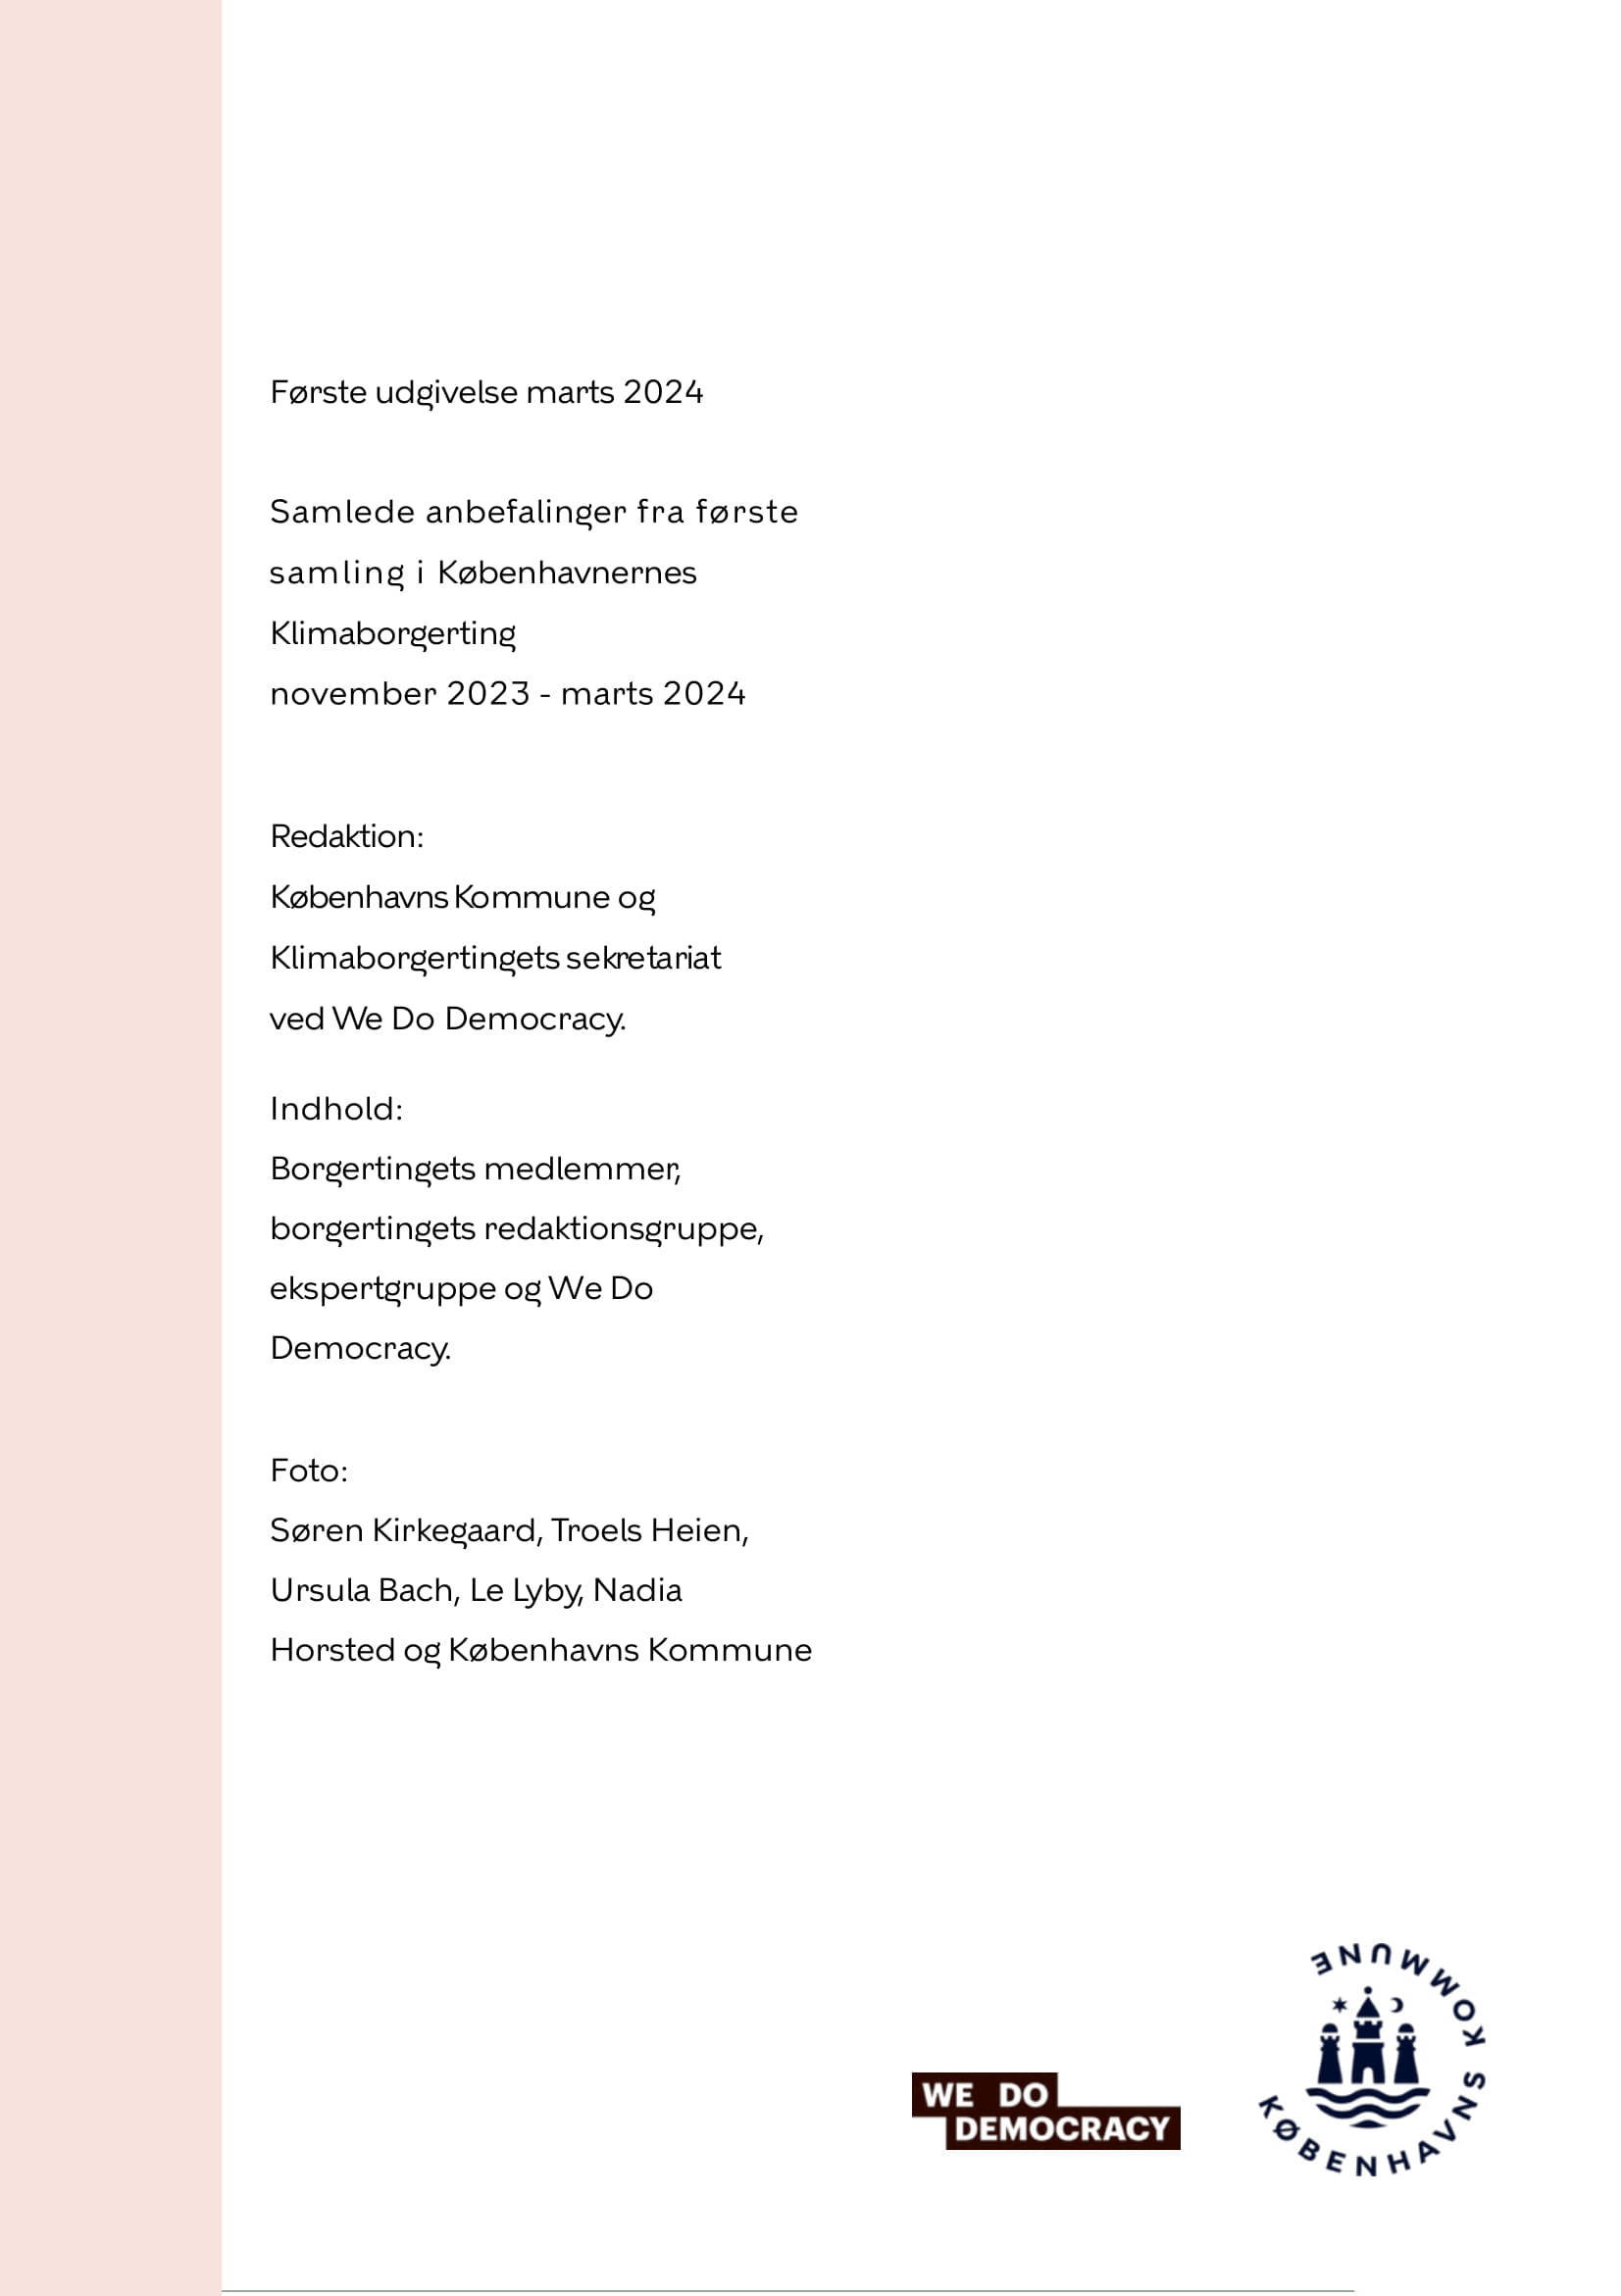 Første udgivelse marts 2024
Samlede anbefalinger fra første
samling i Københavnernes
Klimaborgerting
november 2023 - marts 2024
Redaktion:
Københavns Kommune og
Klimaborgertingets sekretariat
ved We Do Democracy.
Indhold:
Borgertingets medlemmer,
borgertingets redaktionsgruppe,
ekspertgruppe og We Do
Democracy.
Foto:
Søren Kirkegaard, Troels Heien,
Ursula Bach, Le Lyby, Nadia
Horsted og Københavns Kommune
WE DO
DEMOCRACY
KØBENHAVNS KOMMUNE